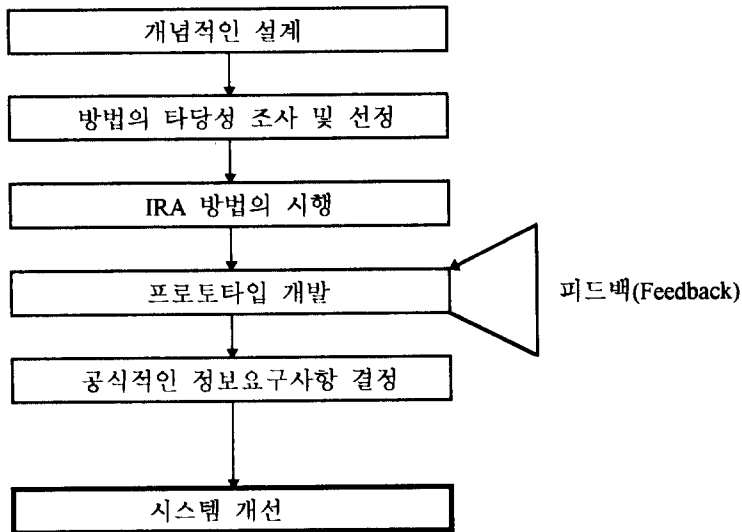 개념적인 설계
방법의 타당성 조사 및 선정
IRA 방법의 시행
프로토타입 개발
피드백(Feedback)
공식적인 정보요구사항 결정
시스템 개선